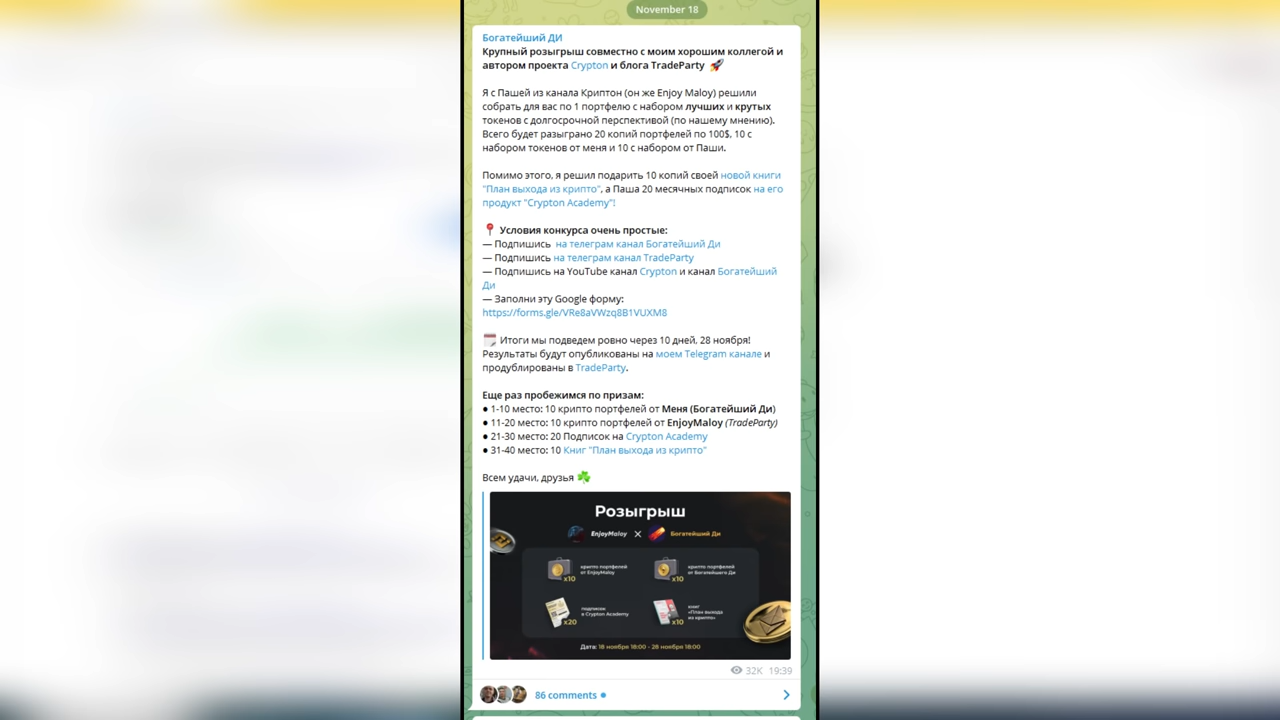 November 18
Богатейший ДИ
Крупный розыгрыш совместно с моим хорошим коллегой и
автором проекта Crypton и блога TradeParty 🚀
Я с Пашей из канала Криптон (он же Enjoy Maloy) решили
собрать для вас по 1 портфелю с набором лучших и крутых
токенов с долгосрочной перспективой (по нашему мнению).
Всего будет разыграно 20 копий портфелей по 100$, 10 с
набором токенов от меня и 10 с набором от Паши.
Помимо этого, я решил подарить 10 копий своей новой книги
"План выхода из крипто", а Паша 20 месячных подписок на его
продукт "Crypton Academy"!
📍 Условия конкурса очень простые:
— Подпишись на телеграм канал Богатейший Ди
— Подпишись на телеграм канал TradeParty
— Подпишись на YouTube канал Crypton и канал Богатейший
Ди
— Заполни эту Google форму:
https://forms.gle/VRe8aVWzq8B1VUXM8
🗓 Итоги мы подведем ровно через 10 дней, 28 ноября!
Результаты будут опубликованы на моем Telegram канале и
продублированы в TradeParty.
Еще раз пробежимся по призам:
● 1-10 место: 10 крипто портфелей от Меня (Богатейший Ди)
● 11-20 место: 10 крипто портфелей от EnjoyMaloy (TradeParty)
● 21-30 место: 20 Подписок на Crypton Academy
● 31-40 место: 10 Книг "План выхода из крипто"
Всем удачи, друзья ☘
Розыгрыш
EnjoyMaloy X Богатейший Ди
крипто портфелей
от EnjoyMaloy
x10
крипто портфелей
от Богатейшего Ди
x10
подписок
в Crypton Academy
x20
книг
«План выхода
из крипто»
x10
Дата: 18 ноября 18:00 - 28 ноября 18:00
32K 19:39
86 comments